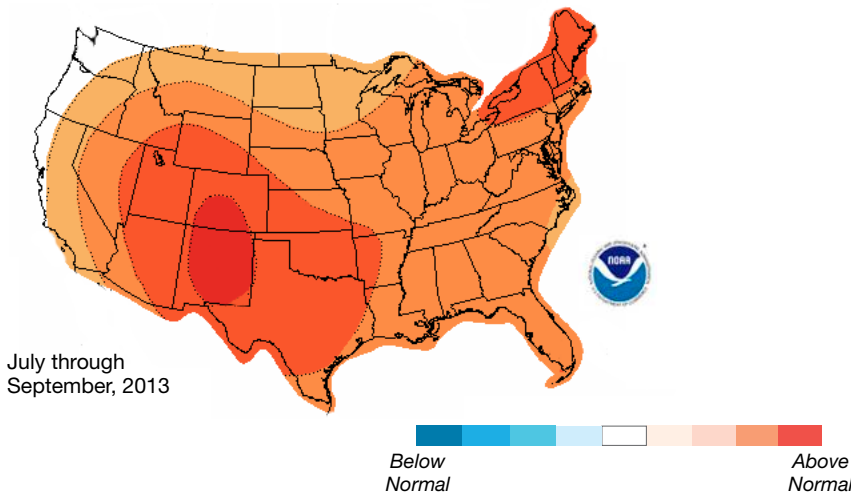 NOAA
July through
September, 2013
Below
Normal
Above
Normal